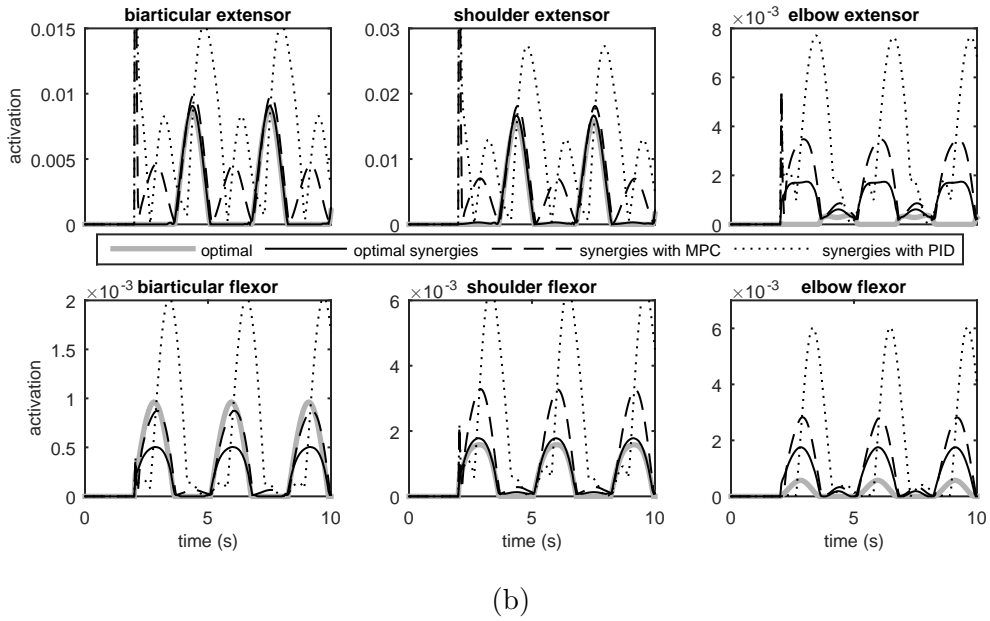 biarticular extensor
shoulder extensor
elbow extensor
×10-3
0.015
0.01
0.005
0
activation
0.03
0.02
0.01
0
8
6
4
2
0
optimal
optimal synergies
synergies with MPC
synergies with PID
×10-3
biarticular flexor
×10-3
shoulder flexor
×10-3
elbow flexor
2
1.5
1
0.5
0
activation
6
4
2
0
8
6
4
2
0
0 5 10
0 5 10
0 5 10
time (s)
time (s)
time (s)
(b)